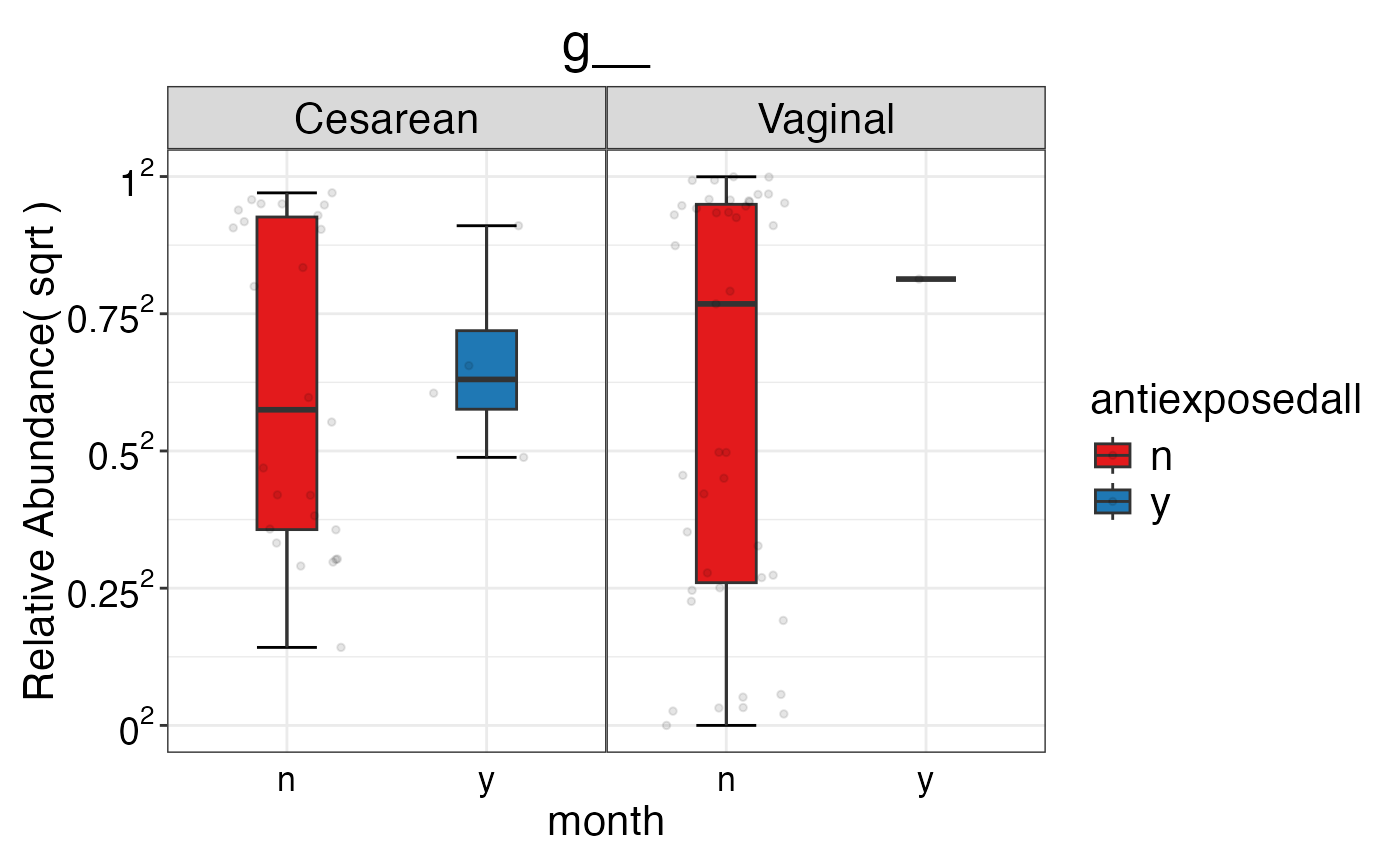 g__
Cesarean Vaginal
Relative Abundance( sqrt )
1²
0.75²
0.5²
0.25²
0²
n y n y
month
antiexposedall
n
y